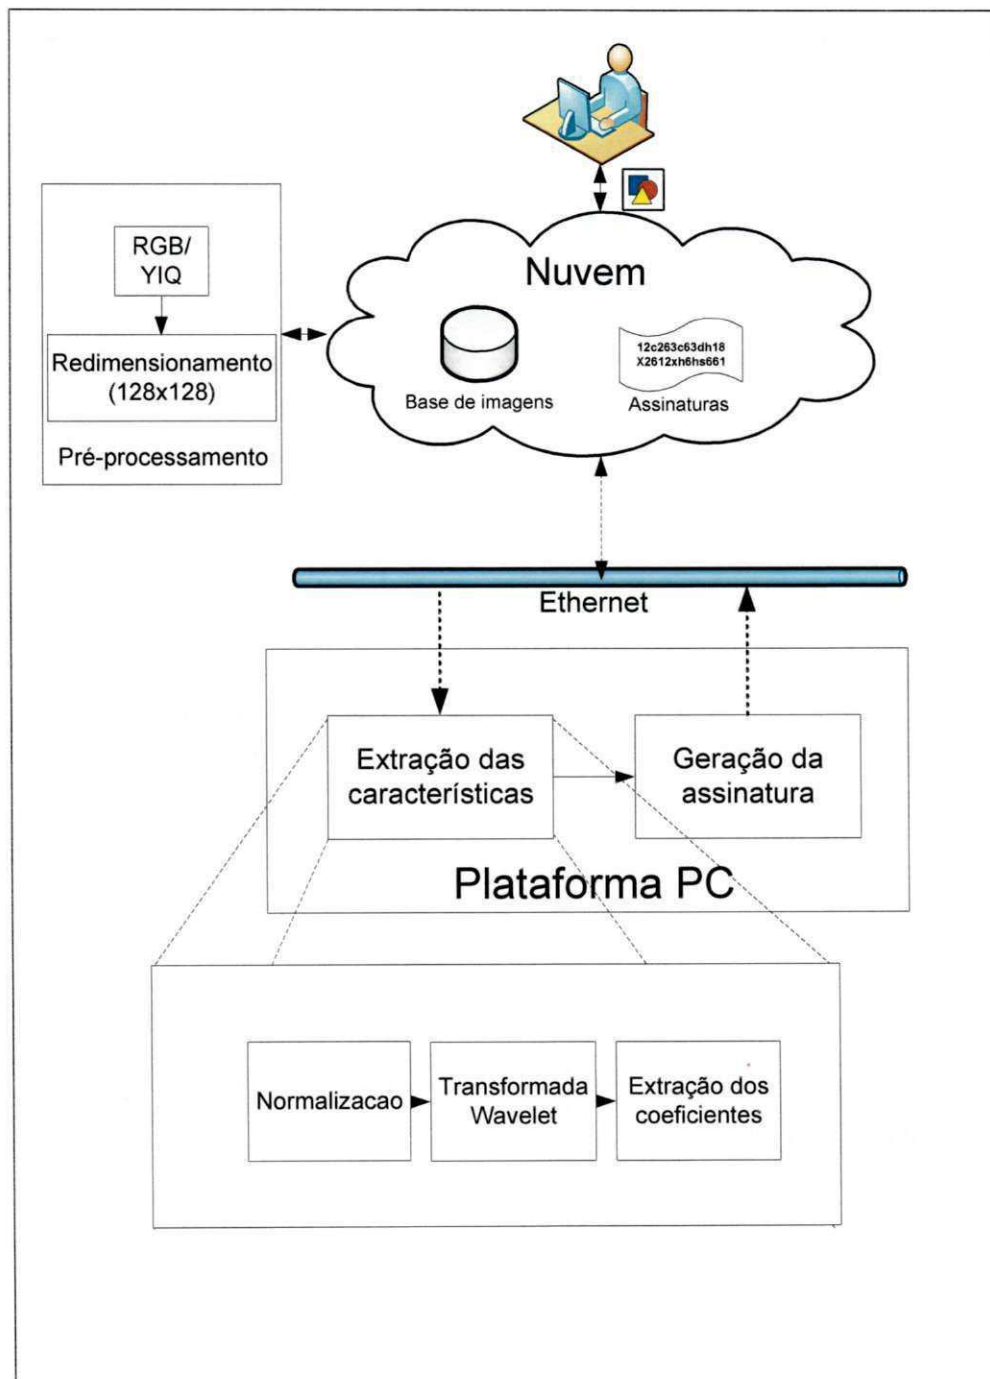 RGB/
YIQ
Redimensionamento
(128x128)
Pré-processamento
Nuvem
12c263c63dh18
X2612xh6hs661
Base de imagens
Assinaturas
Ethernet
Extração das
características
Geração da
assinatura
Plataforma PC
Normalizacao
Transformada
Wavelet
Extração dos
coeficientes